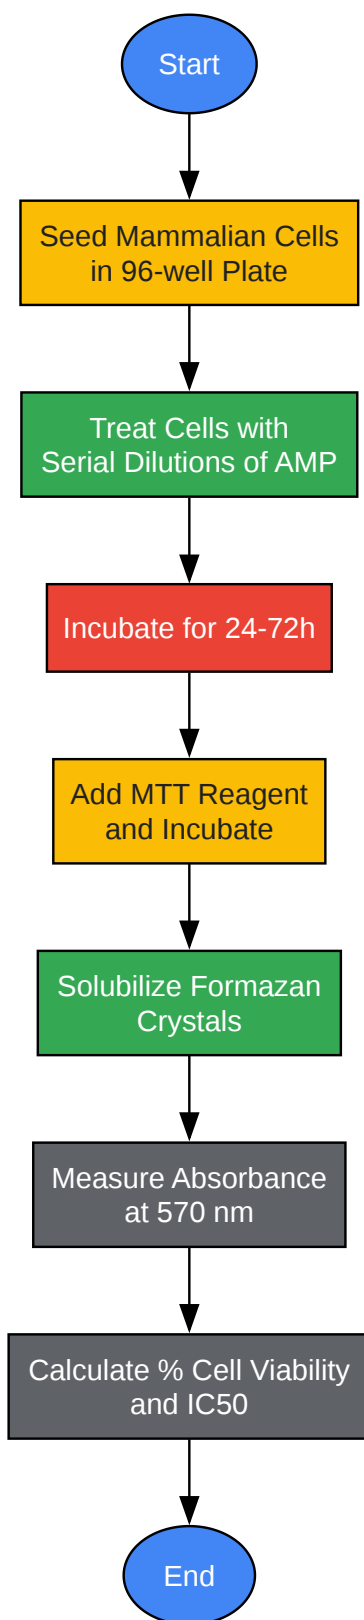 Start
Seed Mammalian Cells
in 96-well Plate
Treat Cells with
Serial Dilutions of AMP
Incubate for 24-72h
Add MTT Reagent
and Incubate
Solubilize Formazan
Crystals
Measure Absorbance
at 570 nm
Calculate % Cell Viability
and IC50
End